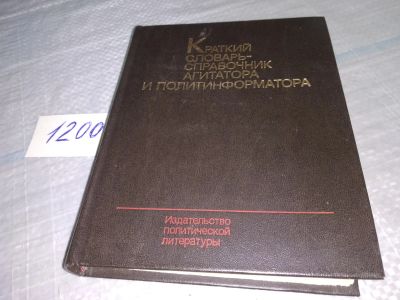 КРАТКИЙ
СЛОВАРЬ-
СПРАВОЧНИК
АГИТАТОРА
И ПОЛИТИНФОРМАТОРА
1200
Издательство
политической
литературы